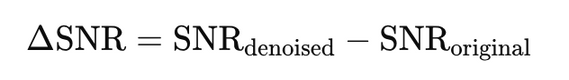 ΔSNR = SNR_denoised − SNR_original